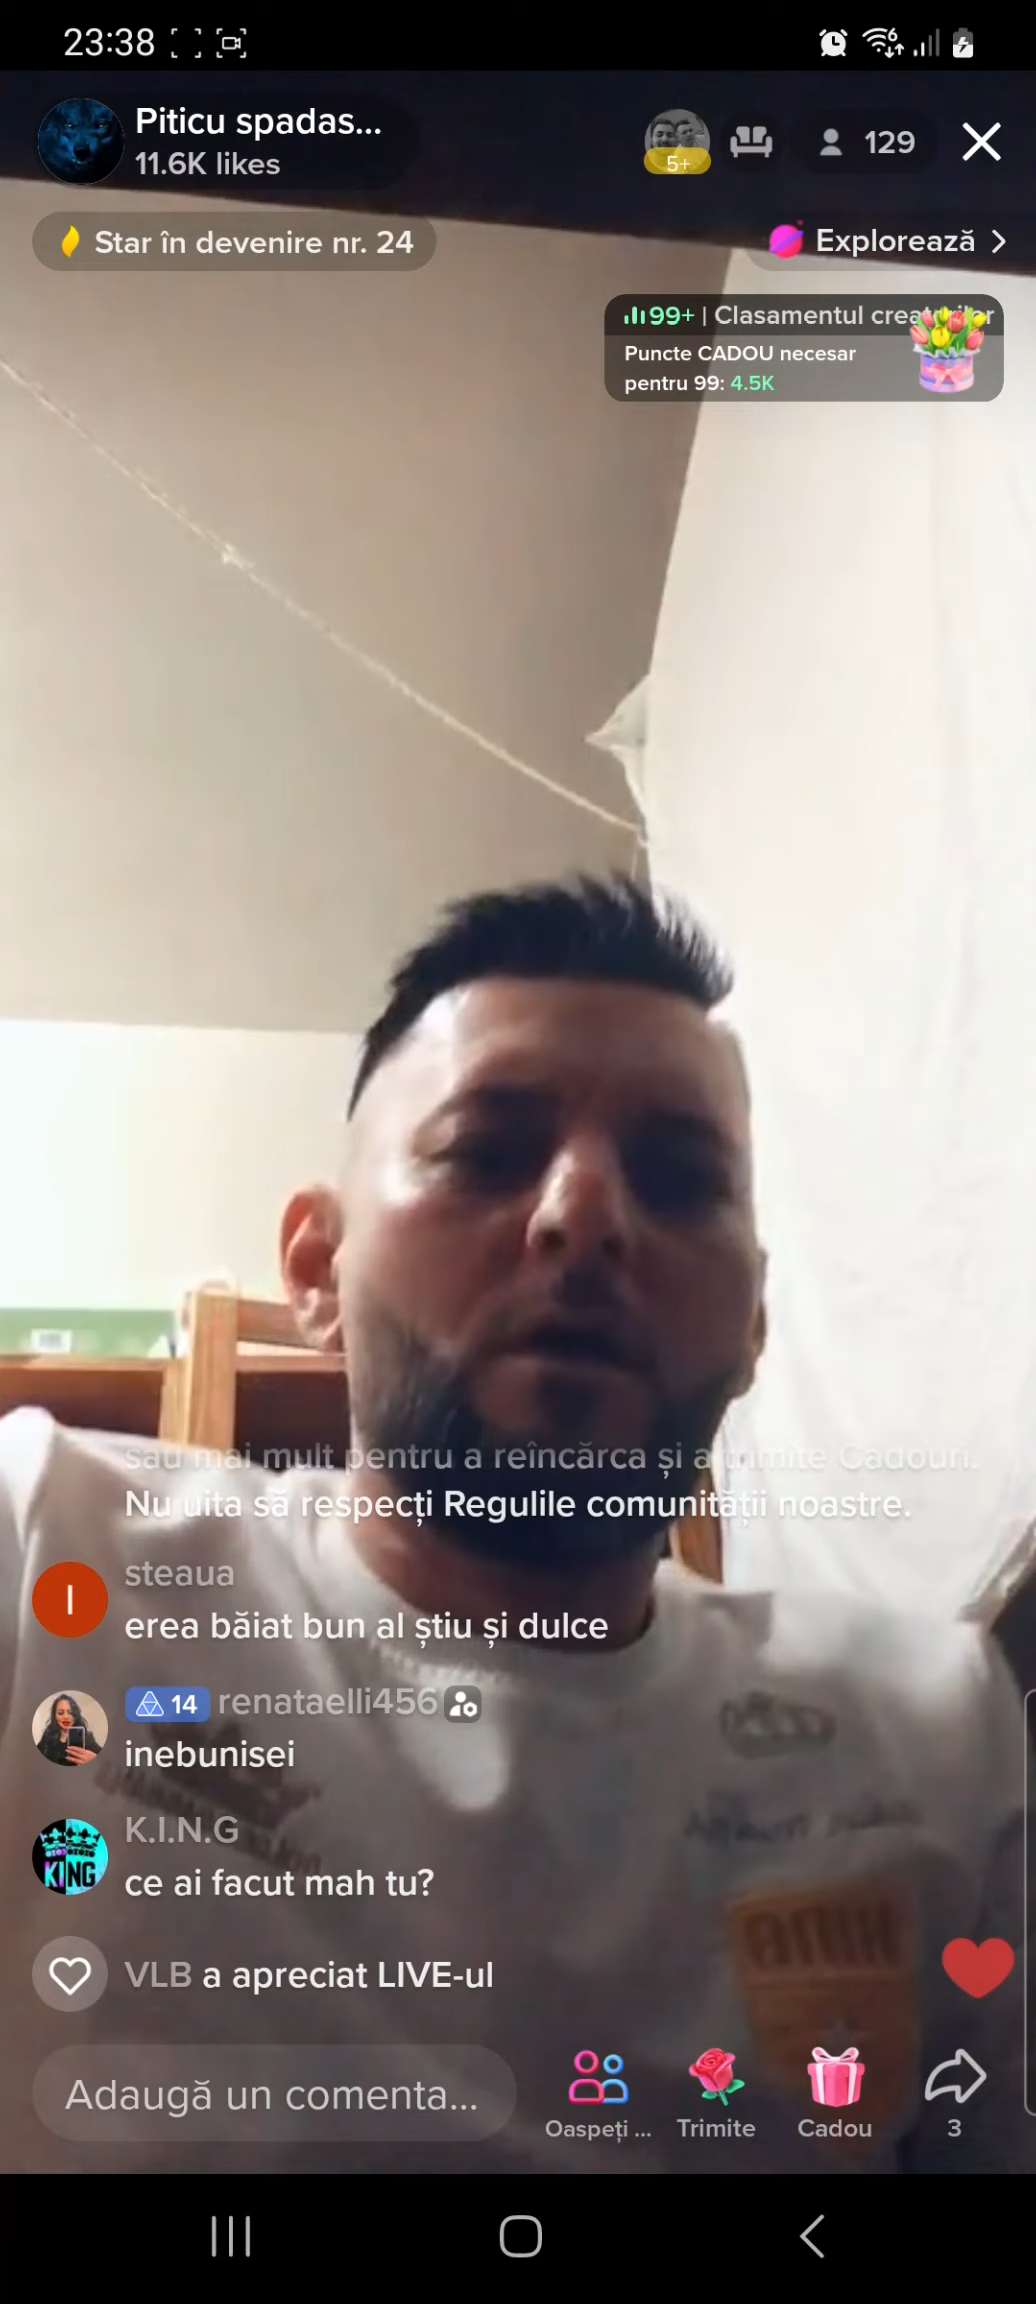 23:38
Piticu spadas...
11.6K likes
5+
129
Star în devenire nr. 24
Explorează
99+ | Clasamentul creatorilor
Puncte CADOU necesar
pentru 99: 4.5K
sau mai mult pentru a reîncărca și a trimite Cadouri.
Nu uita să respecți Regulile comunității noastre.
I
steaua
erea băiat bun al știu și dulce
14 renataelli456
inebunisei
KING
K.I.N.G
ce ai facut mah tu?
VLB a apreciat LIVE-ul
Adaugă un comenta...
Oaspeți ...
Trimite
Cadou
3